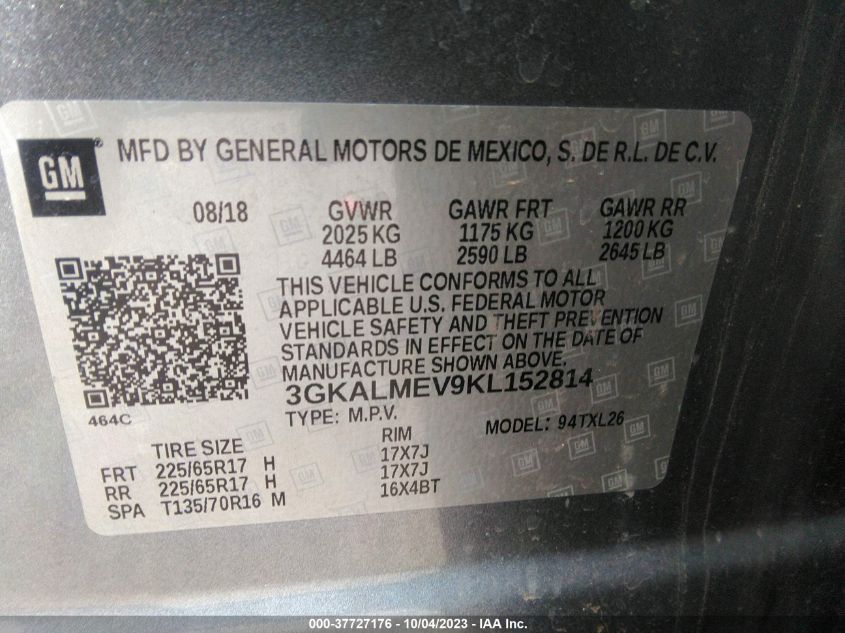 GM
MFD BY GENERAL MOTORS DE MEXICO, S. DE R.L. DE C.V.
08/18 GVWR GAWR FRT GAWR RR
2025 KG 1175 KG 1200 KG
4464 LB 2590 LB 2645 LB
THIS VEHICLE CONFORMS TO ALL
APPLICABLE U.S. FEDERAL MOTOR
VEHICLE SAFETY AND THEFT PREVENTION
STANDARDS IN EFFECT ON THE DATE OF
MANUFACTURE SHOWN ABOVE.
3GKALMEV9KL152814
464C
TYPE: M.P.V. MODEL: 94TXL26
TIRE SIZE RIM
FRT 225/65R17 H 17X7J
RR 225/65R17 H 17X7J
SPA T135/70R16 M 16X4BT
000-37727176 - 10/04/2023 - IAA Inc.